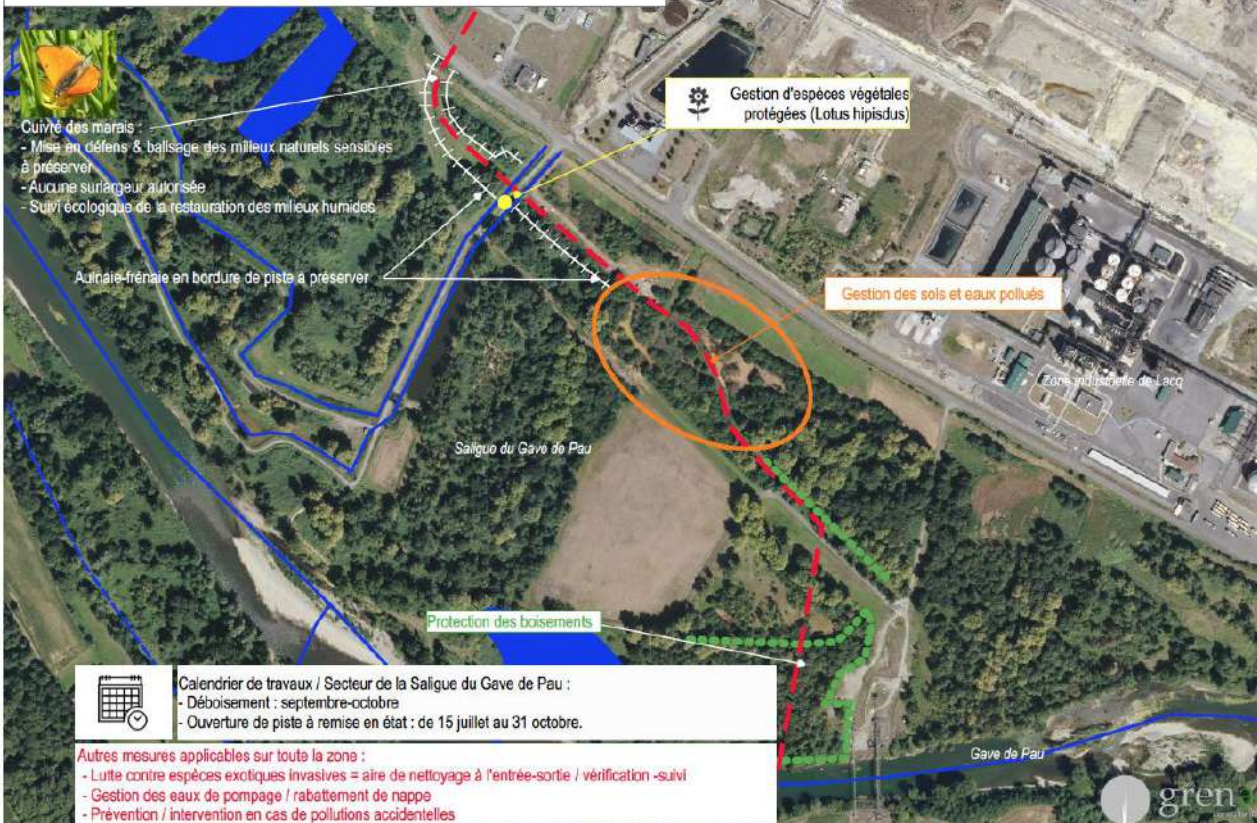 Cuivré des marais :
- Mise en défens & balisage des milieux naturels sensibles
à préserver
- Aucune surlargeur autorisée
- Suivi écologique de la restauration des milieux humides
Gestion d'espèces végétales
protégées (Lotus hipisdus)
Aulnaie-frênaie en bordure de piste à préserver
Gestion des sols et eaux pollués
Zone industrielle de Lacq
Saligue du Gave de Pau
Protection des boisements
Calendrier de travaux / Secteur de la Saligue du Gave de Pau :
- Déboisement : septembre-octobre
- Ouverture de piste à remise en état : de 15 juillet au 31 octobre.
Autres mesures applicables sur toute la zone :
- Lutte contre espèces exotiques invasives = aire de nettoyage à l'entrée-sortie / vérification -suivi
- Gestion des eaux de pompage / rabattement de nappe
- Prévention / intervention en cas de pollutions accidentelles
Gave de Pau
gren